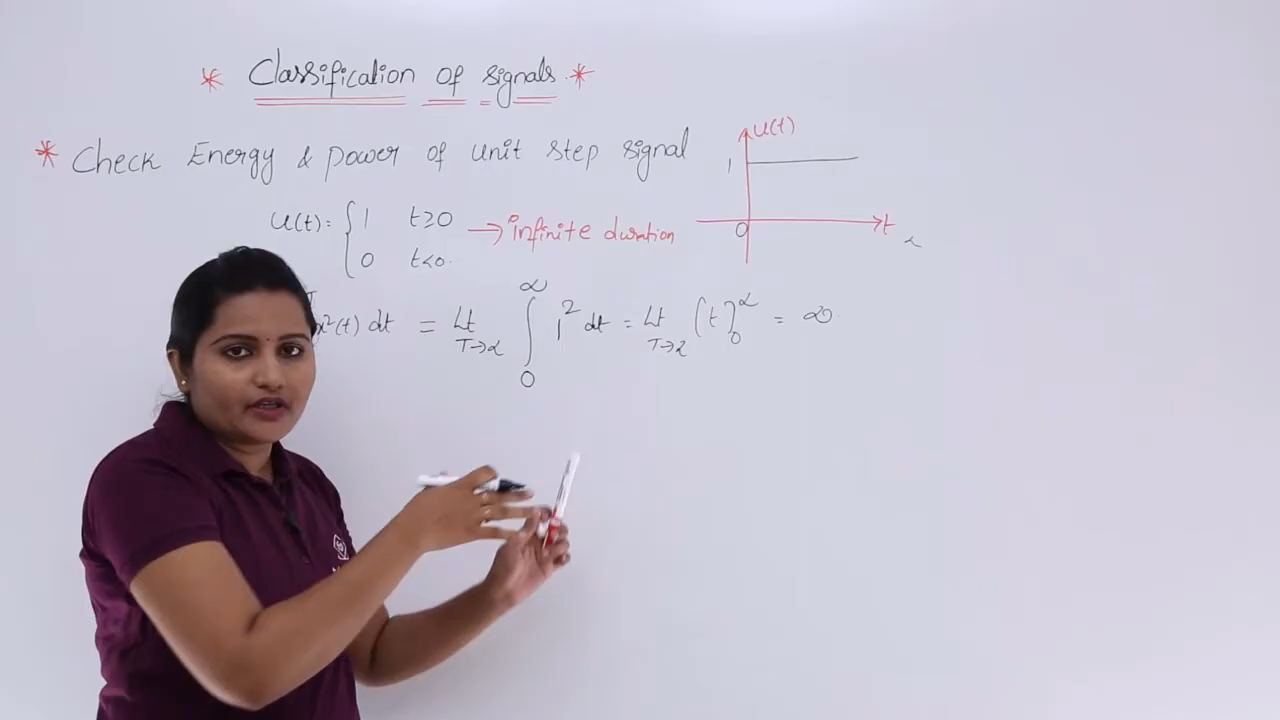 * Classification of signals. *
* Check Energy & power of unit step signal
u(t)
1
0
t
u(t) = { 1 t≥0 → infinite duration
0 t<0.
x²(t) dt = Lt T→∞ ∫ 0 ∞ 1² dt = Lt T→∞ [t] 0 ∞ = ∞.